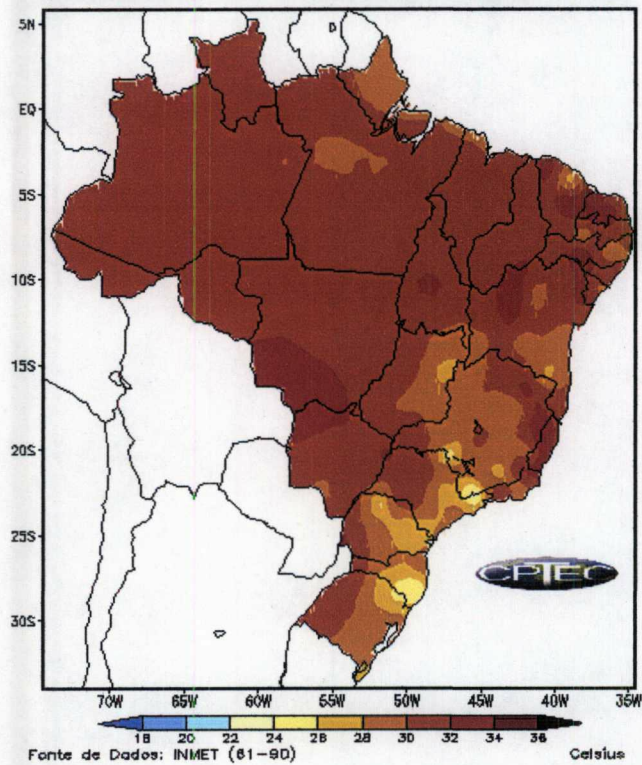 5N
EQ
5S
10S
15S
20S
25S
30S
CPTEC
70W 65W 60W 55W 50W 45W 40W 35W
18 20 22 24 26 28 30 32 34 36
Fonte de Dados: INMET (61-90) Celsius